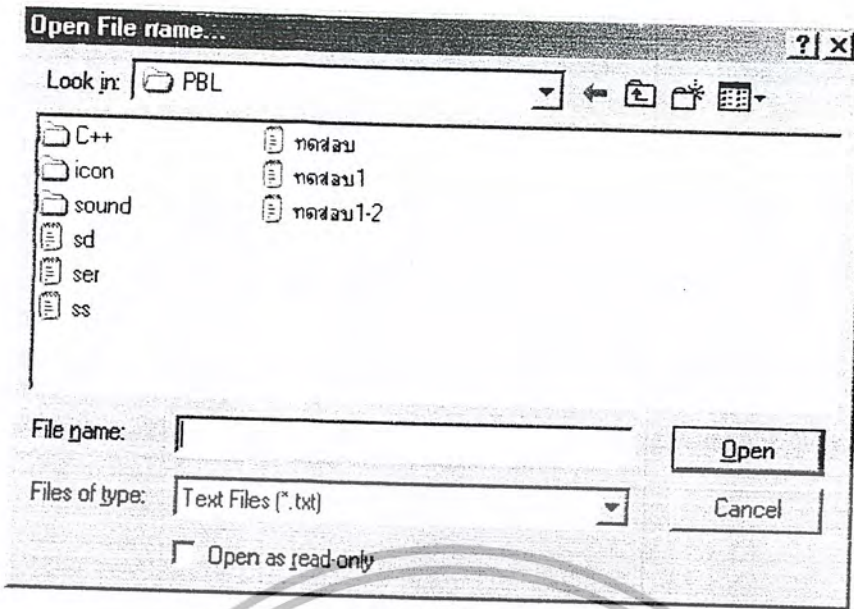 Open File name...
Look in: PBL
C++
icon
sound
sd
ser
ss
ทดสอบ
ทดสอบ1
ทดสอบ1-2
File name:
Open
Files of type: Text Files (*.txt)
Cancel
Open as read-only